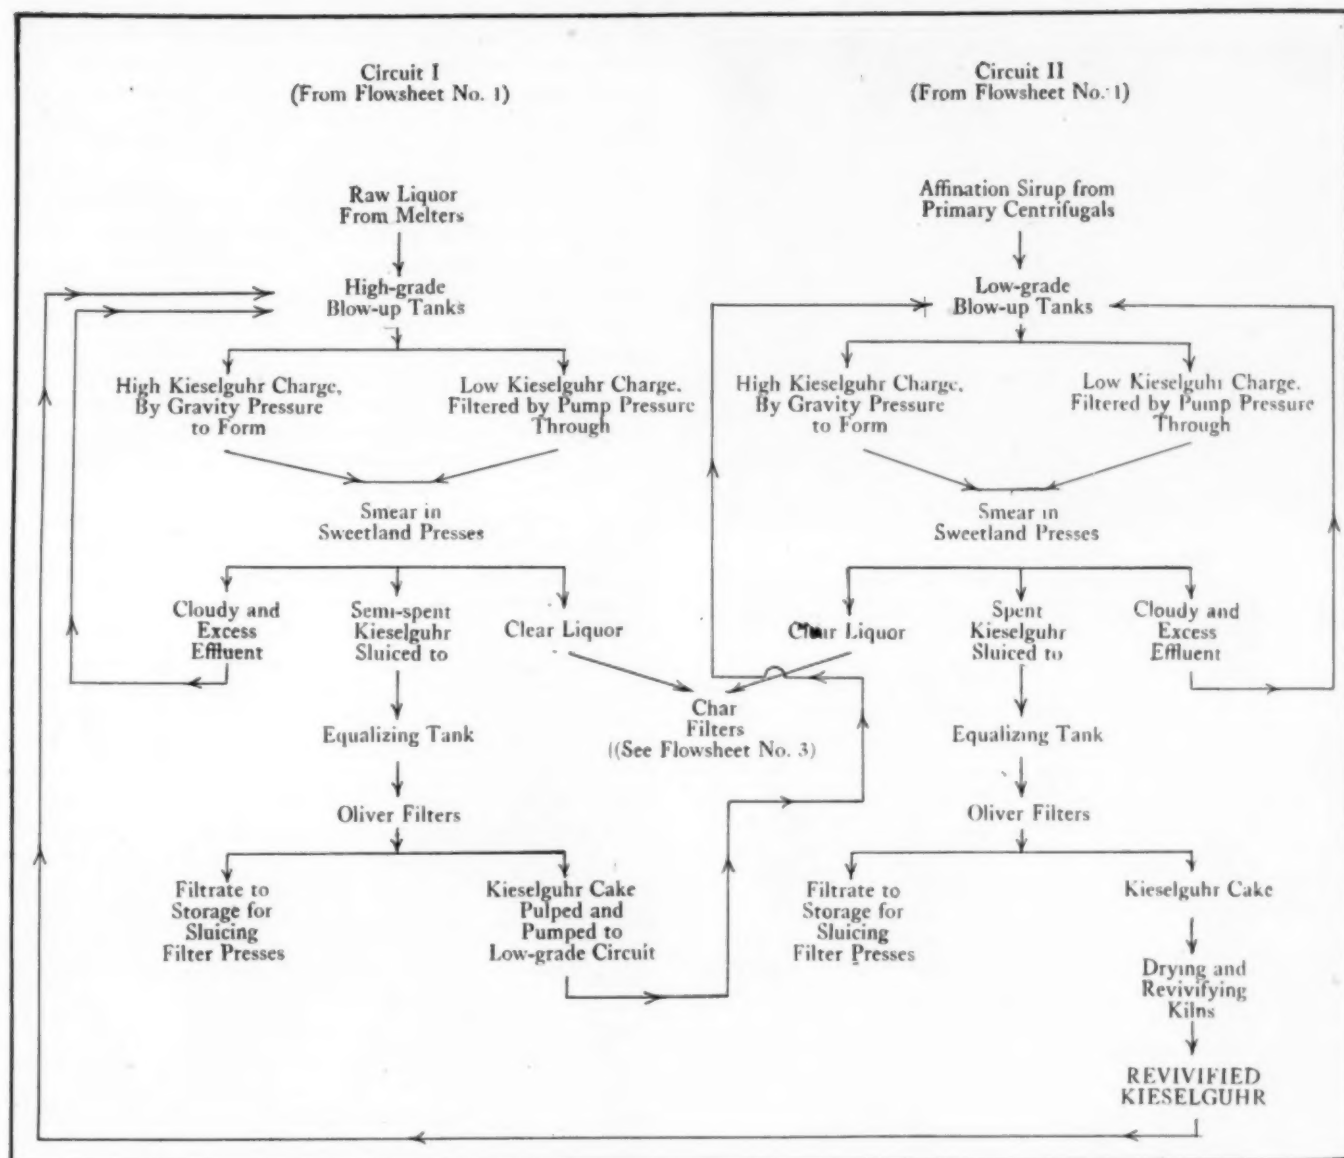 Circuit I
(From Flowsheet No. 1)
Raw Liquor
From Melters
High-grade
Blow-up Tanks
High Kieselguhr Charge,
By Gravity Pressure
to Form
Low Kieselguhr Charge.
Filtered by Pump Pressure
Through
Smear in
Sweetland Presses
Cloudy and
Excess
Effluent
Semi-spent
Kieselguhr
Sluiced to
Clear Liquor
Equalizing Tank
Oliver Filters
Filtrate to
Storage for
Sluicing
Filter Presses
Kieselguhr Cake
Pulped and
Pumped to
Low-grade Circuit
Char
Filters
((See Flowsheet No. 3)
Circuit II
(From Flowsheet No. 1)
Affination Sirup from
Primary Centrifugals
Low-grade
Blow-up Tanks
High Kieselguhr Charge,
By Gravity Pressure
to Form
Low Kieselguhr Charge.
Filtered by Pump Pressure
Through
Smear in
Sweetland Presses
Liquor
Spent
Kieselguhr
Sluiced to
Cloudy and
Excess
Effluent
Equalizing Tank
Oliver Filters
Filtrate to
Storage for
Sluicing
Filter Presses
Kieselguhr Cake
Drying and
Revivifying
Kilns
REVIVIFIED
KIESELGUHR